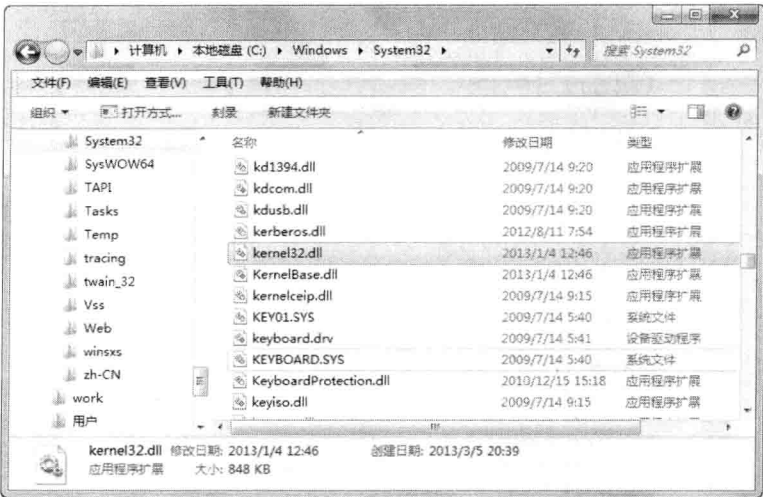 计算机 ▸ 本地磁盘 (C:) ▸ Windows ▸ System32 ▸
搜索 System32
文件(F) 编辑(E) 查看(V) 工具(T) 帮助(H)
组织 ▼ 打开方式... 刻录 新建文件夹
System32
SysWOW64
TAPI
Tasks
Temp
tracing
twain_32
Vss
Web
winsxs
zh-CN
work
用户
名称 修改日期 类型
kd1394.dll 2009/7/14 9:20 应用程序扩展
kdcom.dll 2009/7/14 9:20 应用程序扩展
kdusb.dll 2009/7/14 9:20 应用程序扩展
kerberos.dll 2012/8/11 7:54 应用程序扩展
kernel32.dll 2013/1/4 12:46 应用程序扩展
KernelBase.dll 2013/1/4 12:46 应用程序扩展
kernelceip.dll 2009/7/14 9:15 应用程序扩展
KEY01.SYS 2009/7/14 5:40 系统文件
keyboard.drv 2009/7/14 5:41 设备驱动程序
KEYBOARD.SYS 2009/7/14 5:40 系统文件
KeyboardProtection.dll 2010/12/15 15:18 应用程序扩展
keyiso.dll 2009/7/14 9:15 应用程序扩展
kernel32.dll 修改日期: 2013/1/4 12:46 创建日期: 2013/3/5 20:39
应用程序扩展 大小: 848 KB